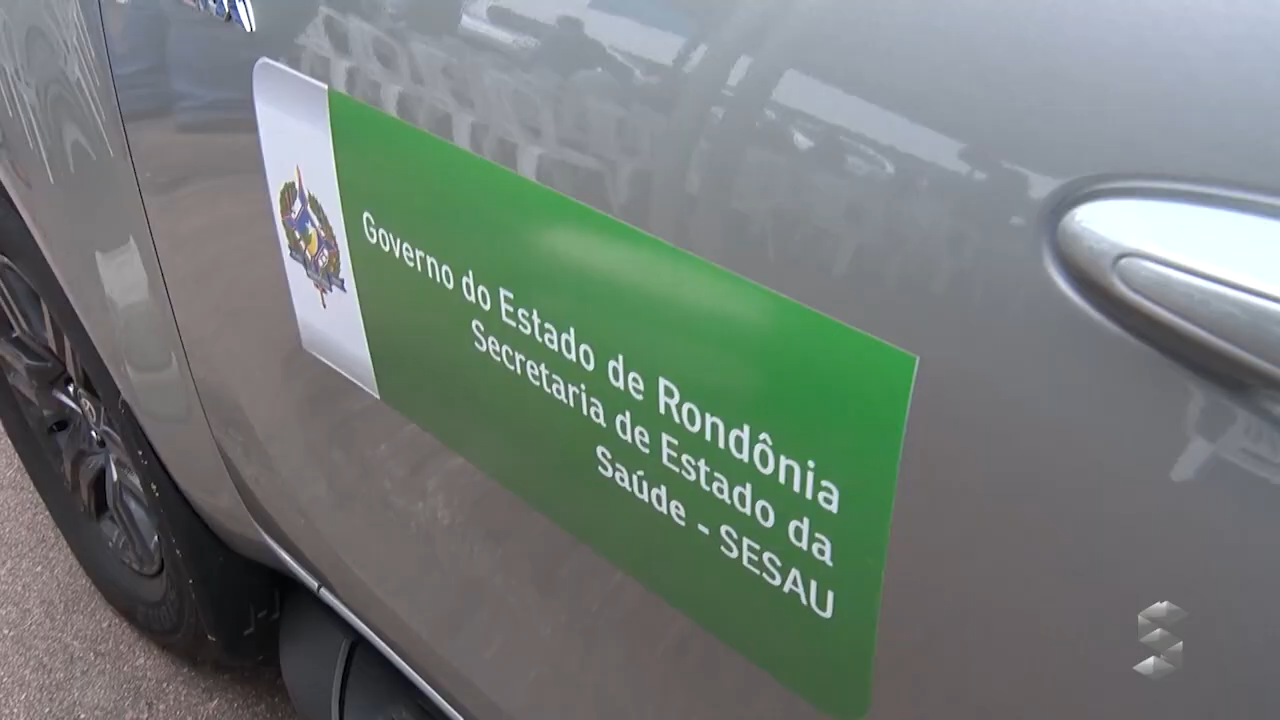 Governo do Estado de Rondônia
Secretaria de Estado da
Saúde - SESAU